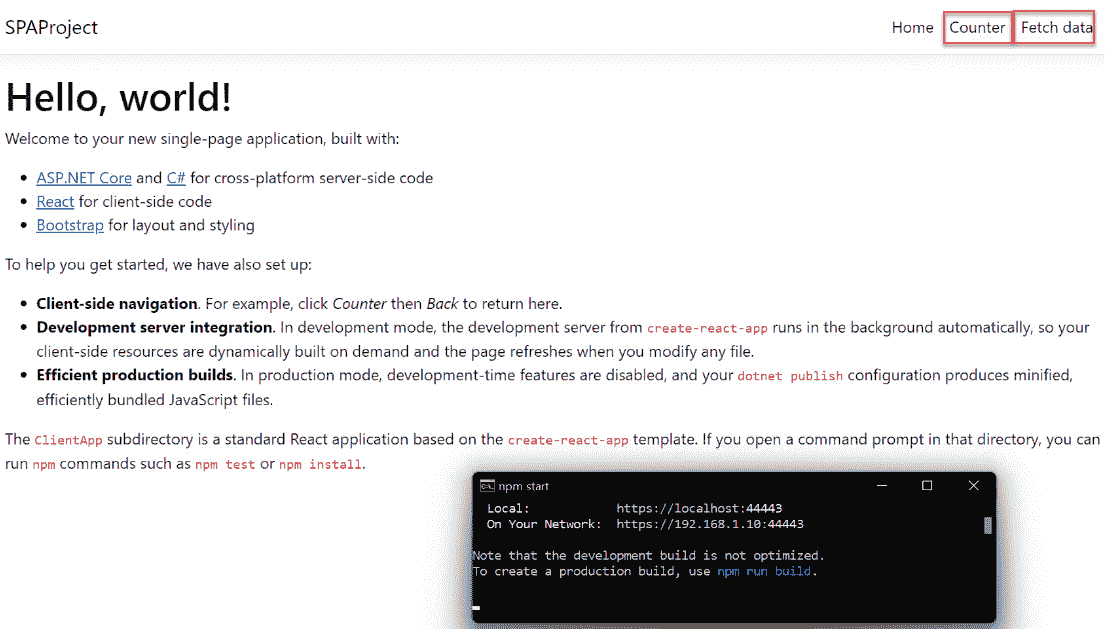 SPAProject Home Counter Fetch data
Hello, world!
Welcome to your new single-page application, built with:
ASP.NET Core and C# for cross-platform server-side code
React for client-side code
Bootstrap for layout and styling
To help you get started, we have also set up:
Client-side navigation. For example, click Counter then Back to return here.
Development server integration. In development mode, the development server from create-react-app runs in the background automatically, so your
client-side resources are dynamically built on demand and the page refreshes when you modify any file.
Efficient production builds. In production mode, development-time features are disabled, and your dotnet publish configuration produces minified,
efficiently bundled JavaScript files.
The ClientApp subdirectory is a standard React application based on the create-react-app template. If you open a command prompt in that directory, you can
run npm commands such as npm test or npm install.
npm start
Local: https://localhost:44443
On Your Network: https://192.168.1.10:44443
Note that the development build is not optimized.
To create a production build, use npm run build.